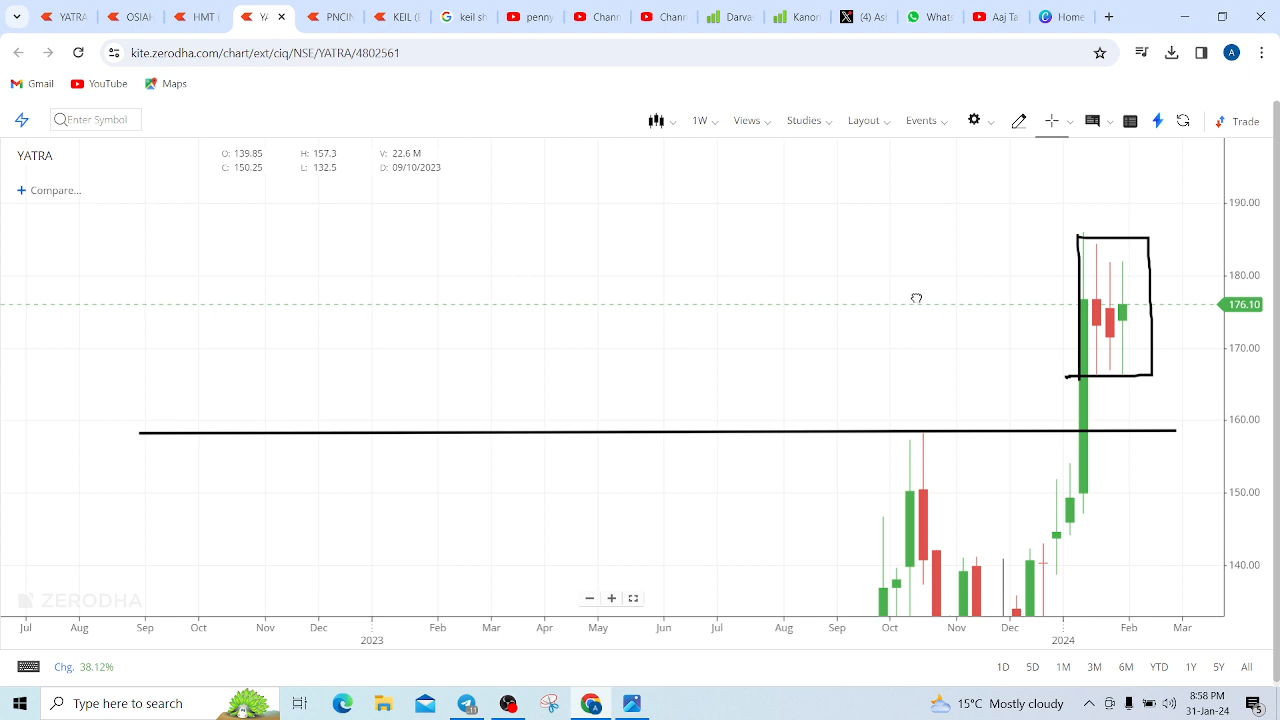 YATRA
OSWA
HMT (
YATRA
PNCIN
KEIL (I
keil sh
penny
Skipp
Chann
Chann
Darva
Kanor
(4) Ass
Whats
Aaj ta
Home
kite.zerodha.com/chart/ext/ciq/NSE/YATRA/4802561
A
Gmail YouTube Maps
Enter Symbol
1W Views Studies Layout Events Trade
YATRA
O: 139.85 H: 157.3 V: 22.6 M
C: 150.25 L: 132.5 D: 09/10/2023
+ Compare...
190.00
180.00
176.10
170.00
160.00
150.00
140.00
ZERODHA
Jul Aug Sep Oct Nov Dec Feb Mar Apr May Jun Jul Aug Sep Oct Nov Dec Feb Mar
2023 2024
Chg. 38.12%
1D 5D 1M 3M 6M YTD 1Y 5Y All
Type here to search
15°C Mostly cloudy
8:58 PM
31-Jan-24